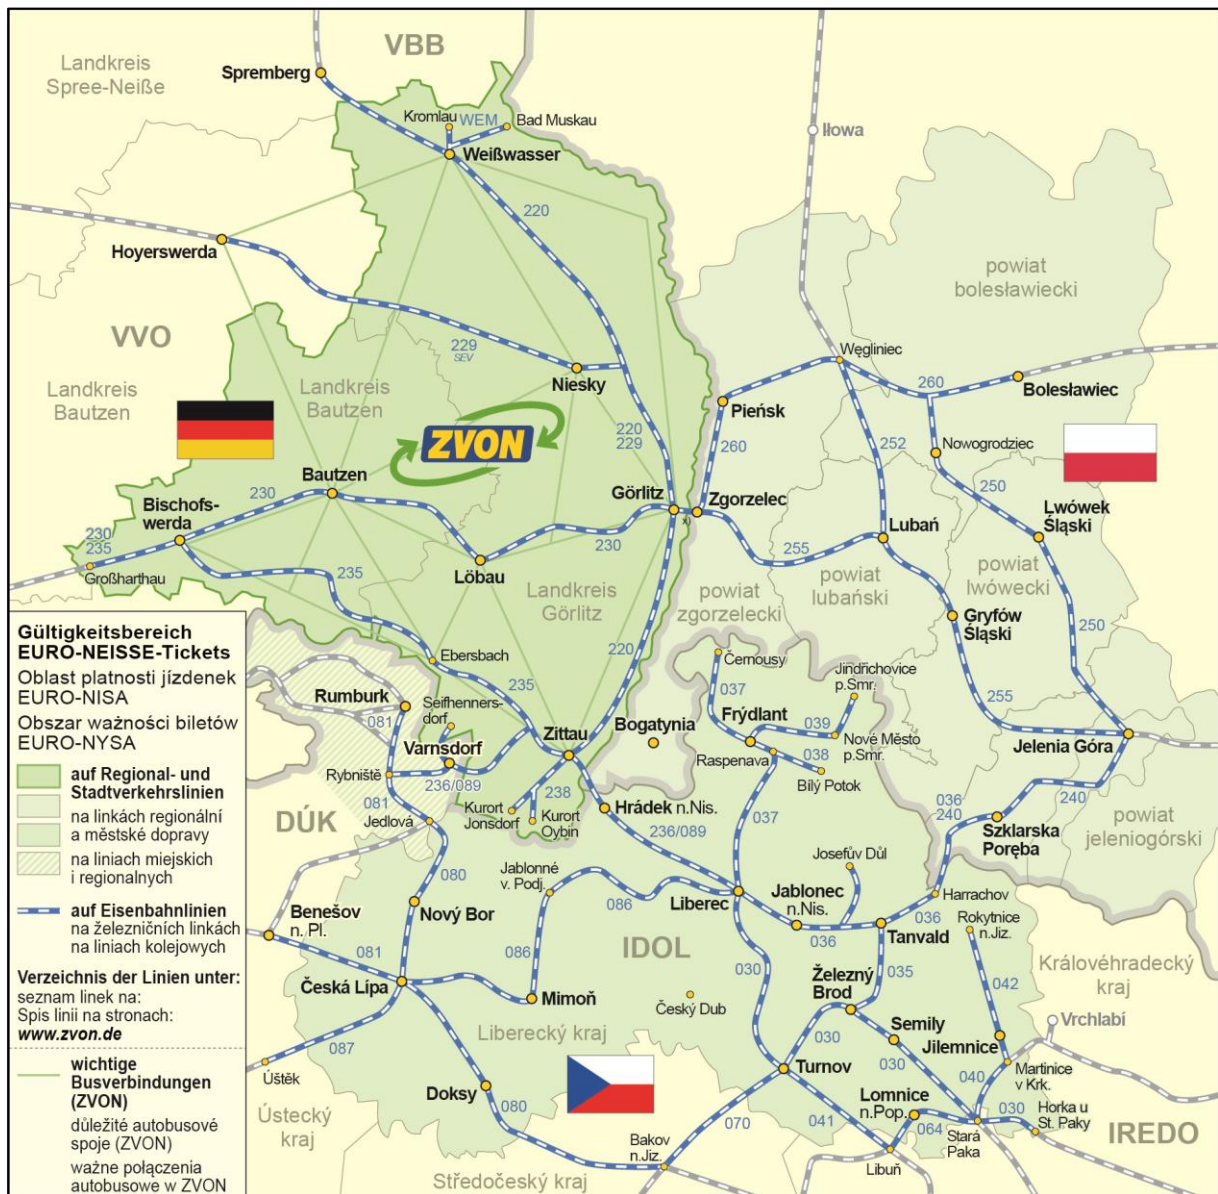 VBB
Landkreis
Spree-Neiße
Spremberg
Kromlau
WEM
Bad Muskau
Weißwasser
Iłowa
220
Hoyerswerda
powiat
bolesławiecki
VVO
229
SEV
Węgliniec
Landkreis
Bautzen
Landkreis
Bautzen
Niesky
260
Bolesławiec
Pieńsk
220
229
ZVON
260
252
Nowogrodziec
Bautzen
230
Bischofs-
werda
Görlitz
Zgorzelec
250
Lwówek
Śląski
Lubań
230
235
230
255
Großharthau
235
Löbau
Landkreis
Görlitz
powiat
zgorzelecki
powiat
lubański
powiat
lwówecki
Gryfów
Śląski
250
220
Ebersbach
Černousy
Jindřichovice
p.Smr.
235
037
255
Rumburk
081
Seifhenners-
dorf
Zittau
Bogatynia
Frýdlant
039
Nové Město
p.Smr.
Jelenia Góra
Varnsdorf
Raspenava
038
Bílý Potok
Rybniště
236/089
238
240
036
240
DÚK
081
Jedlová
Kurort
Jonsdorf
Kurort
Oybin
Hrádek n.Nis.
236/089
037
Szklarska
Poręba
powiat
jeleniogórski
Josefův Důl
Jablonné
v. Podj.
080
086
Liberec
Jablonec
n.Nis.
Harrachov
Nový Bor
036
Tanvald
036
Rokytnice
n.Jiz.
Benešov
n. Pl.
081
086
IDOL
030
035
Královéhradecký
kraj
Česká Lípa
Mimoň
Český Dub
Železný
Brod
042
Liberecký kraj
Semily
Jilemnice
Vrchlabí
087
030
030
Úštěk
Turnov
040
Martinice
v Krk.
Doksy
Lomnice
n.Pop.
Ústecký
kraj
080
070
041
064
030
Horka u
St. Paky
Stará
Paka
IREDO
Bakov
n.Jiz.
Libuň
Středočeský kraj
Gültigkeitsbereich
EURO-NEISSE-Tickets
Oblast platnosti jízdenek
EURO-NISA
Obszar ważności biletów
EURO-NYSA
auf Regional- und
Stadtverkehrslinien
na linkách regionální
a městské dopravy
na liniach miejskich
i regionalnych
auf Eisenbahnlinien
na železničních linkách
na liniach kolejowych
Verzeichnis der Linien unter:
seznam linek na:
Spis linii na stronach:
www.zvon.de
wichtige
Busverbindungen
(ZVON)
důležité autobusové
spoje (ZVON)
ważne połączenia
autobusowe w ZVON